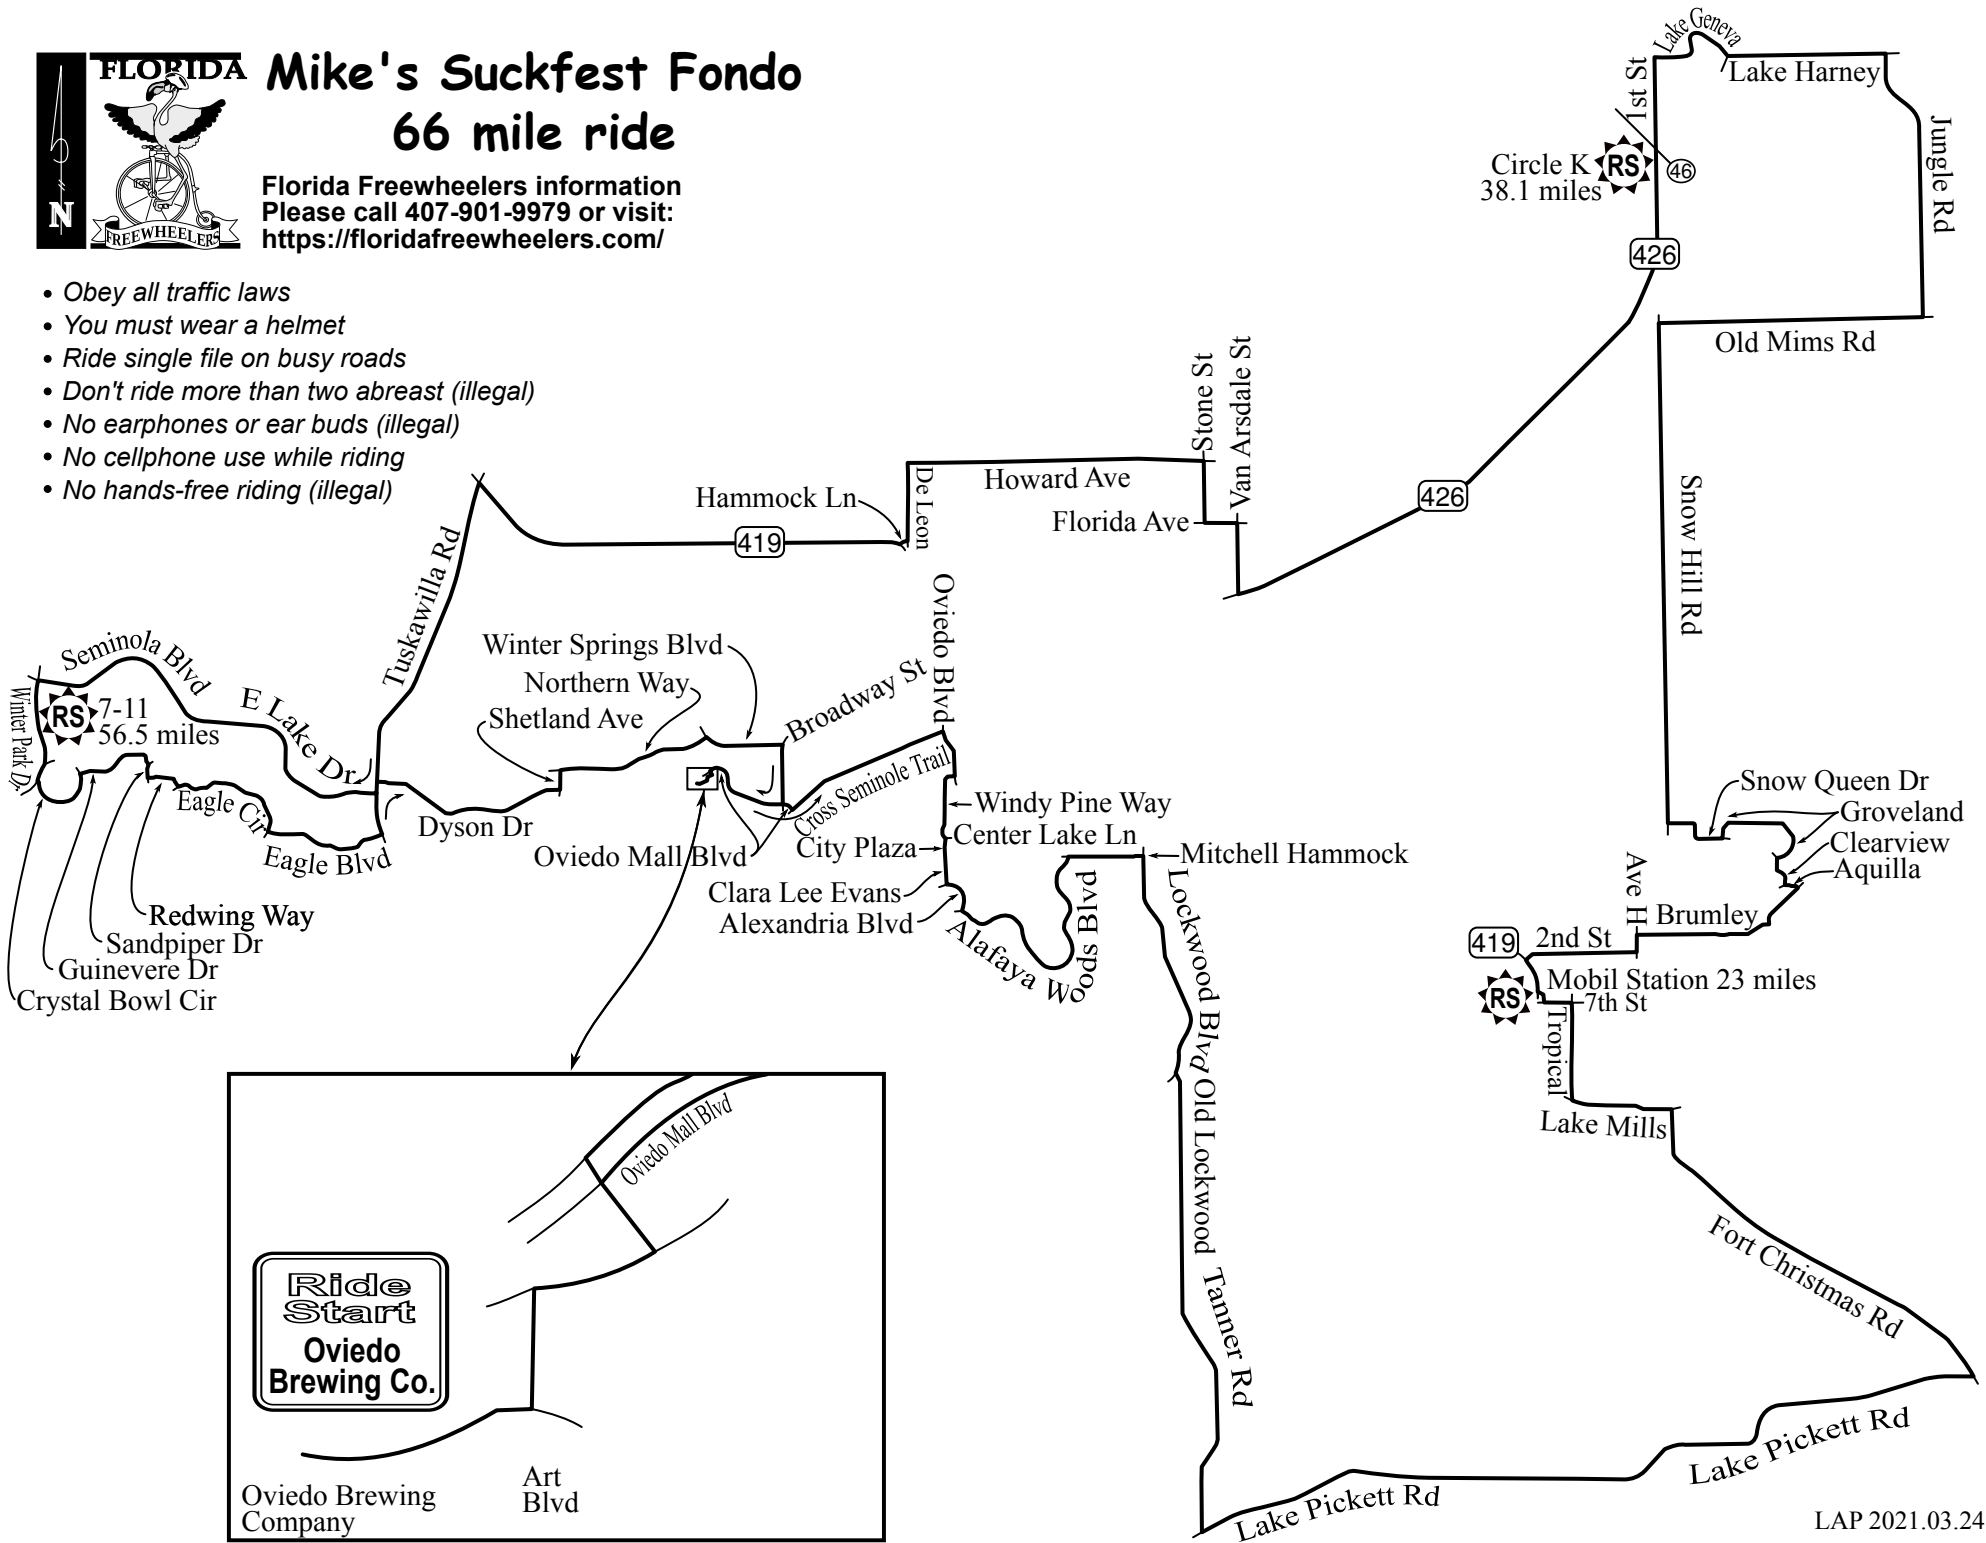 FLORIDA
FREEWHEELERS
N
Mike's Suckfest Fondo
66 mile ride
Florida Freewheelers information
Please call 407-901-9979 or visit:
https://floridafreewheelers.com/
• Obey all traffic laws
• You must wear a helmet
• Ride single file on busy roads
• Don't ride more than two abreast (illegal)
• No earphones or ear buds (illegal)
• No cellphone use while riding
• No hands-free riding (illegal)
Lake Geneva
Lake Harney
1st St
Jungle Rd
Circle K
38.1 miles
RS
46
426
Old Mims Rd
Stone St
Van Arsdale St
Howard Ave
De Leon
Hammock Ln
Florida Ave
426
419
Snow Hill Rd
Tuskawilla Rd
Oviedo Blvd
Seminola Blvd
E Lake Dr
Winter Springs Blvd
Northern Way
Shetland Ave
Broadway St
Winter Park Dr
RS
7-11
56.5 miles
Cross Seminole Trail
Eagle Cir
Eagle Blvd
Dyson Dr
Oviedo Mall Blvd
Windy Pine Way
Center Lake Ln
City Plaza
Mitchell Hammock
Clara Lee Evans
Alexandria Blvd
Alafaya Woods Blvd
Redwing Way
Sandpiper Dr
Guinevere Dr
Crystal Bowl Cir
Snow Queen Dr
Groveland
Clearview
Aquilla
Ave H
Brumley
419
2nd St
RS
Mobil Station 23 miles
7th St
Tropical
Lake Mills
Lockwood Blvd
Old Lockwood
Tanner Rd
Fort Christmas Rd
Lake Pickett Rd
Lake Pickett Rd
Oviedo Mall Blvd
Ride
Start
Oviedo
Brewing Co.
Oviedo Brewing
Company
Art
Blvd
LAP 2021.03.24